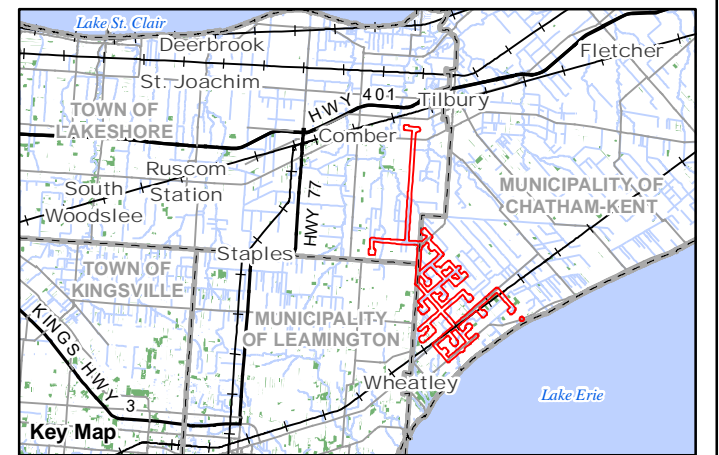 Lake St. Clair
Deerbrook
Fletcher
St. Joachim
HWY 401
Tilbury
TOWN OF
LAKESHORE
Comber
Ruscom
Station
South
Woodslee
MUNICIPALITY OF
CHATHAM-KENT
HWY 77
Staples
TOWN OF
KINGSVILLE
MUNICIPALITY
OF LEAMINGTON
KINGS HWY 3
Wheatley
Lake Erie
Key Map